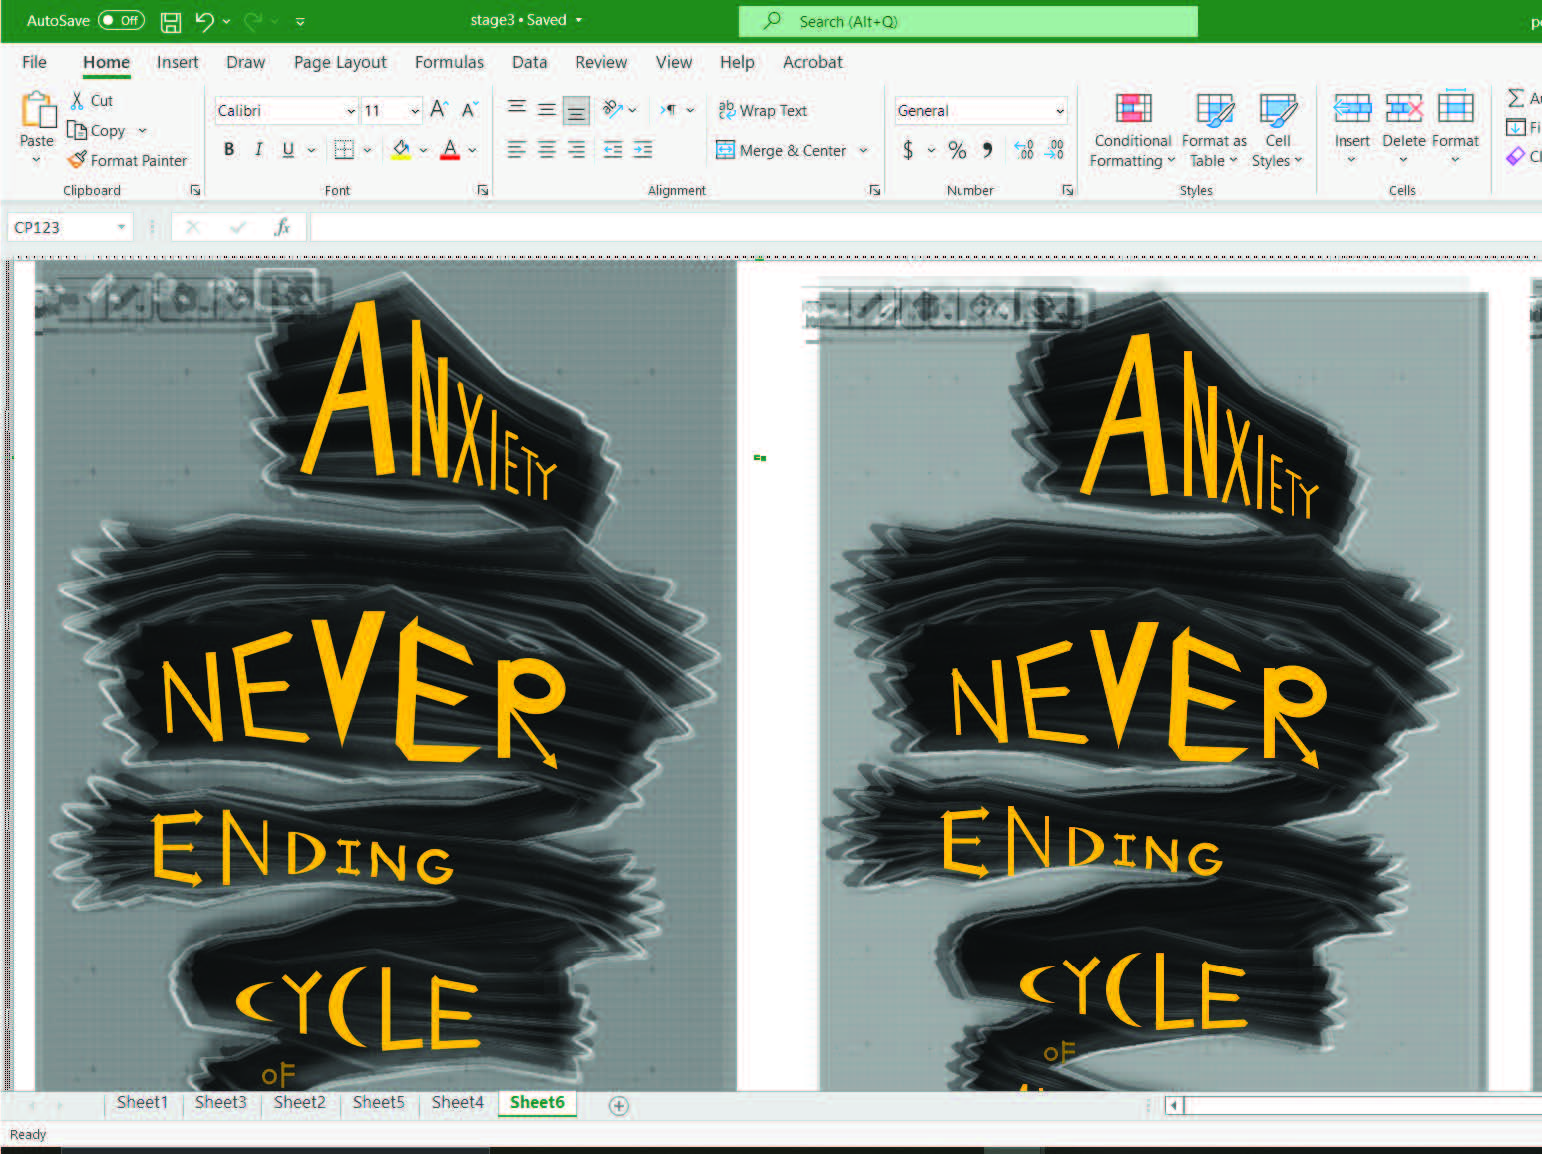 AutoSave Off stage3 • Saved Search (Alt+Q)
File Home Insert Draw Page Layout Formulas Data Review View Help Acrobat
Paste Cut Copy Format Painter
Calibri 11
B I U
Wrap Text
Merge & Center
General
$ % 
Conditional Formatting Format as Table Cell Styles
Insert Delete Format
Clipboard Font Alignment Number Styles Cells
CP123 fx
ANXIETY
NEVER
ENDING
CYCLE
OF
ANXIETY
NEVER
ENDING
CYCLE
OF
Sheet1 Sheet3 Sheet2 Sheet5 Sheet4 Sheet6
Ready